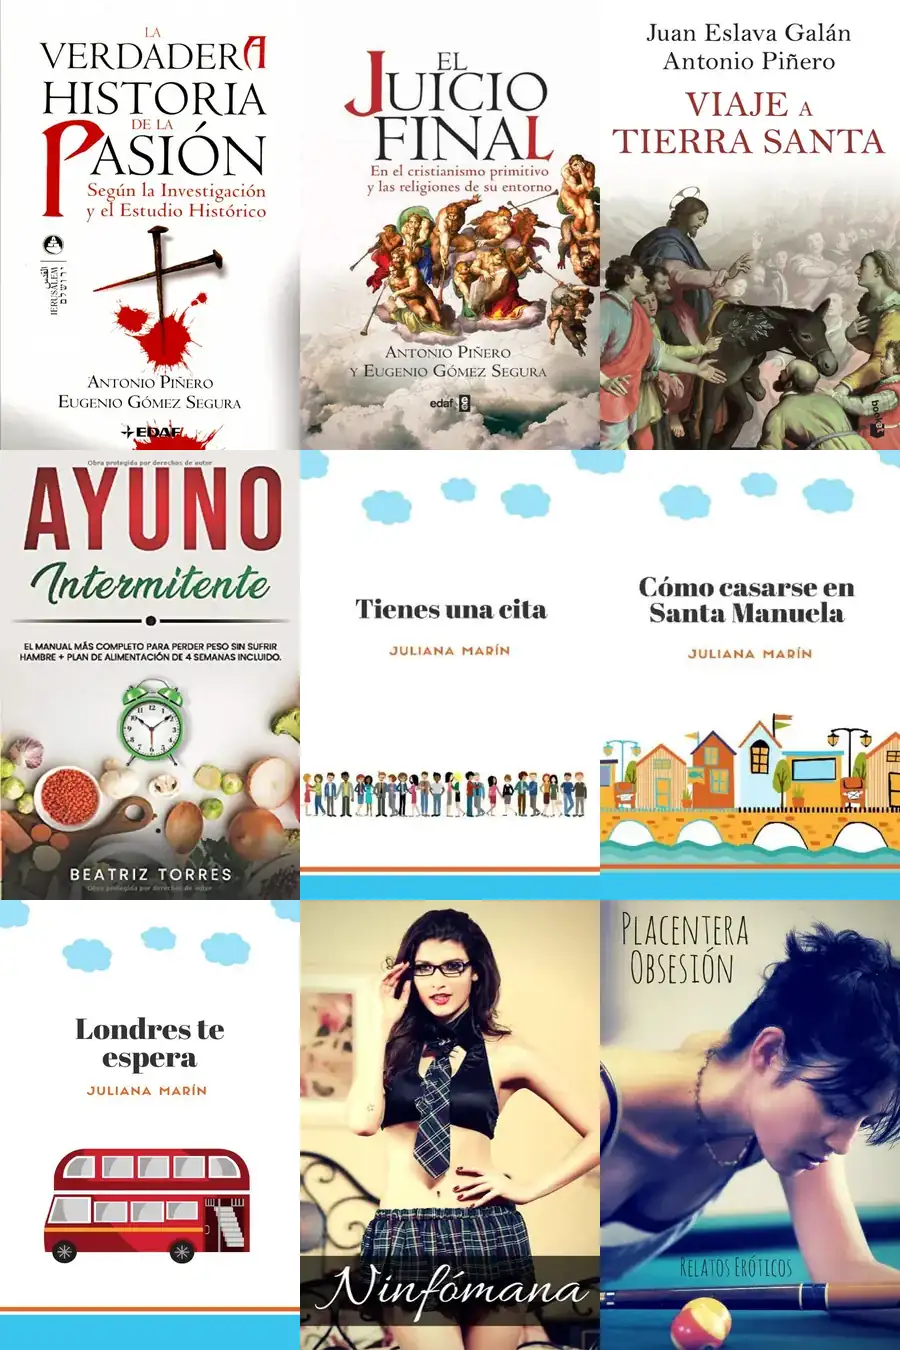 LA
VERDADERA
HISTORIA
DE LA
PASIÓN
Según la Investigación
y el Estudio Histórico
IERUSALEM
ירושלים
القدس
ANTONIO PIÑERO
EUGENIO GÓMEZ SEGURA
EDAF
EL
JUICIO
FINAL
En el cristianismo primitivo
y las religiones de su entorno
ANTONIO PIÑERO
Y EUGENIO GÓMEZ SEGURA
edaf
Juan Eslava Galán
Antonio Piñero
VIAJE A
TIERRA SANTA
booket
Obra protegida por derechos de autor
AYUNO
Intermitente
EL MANUAL MÁS COMPLETO PARA PERDER PESO SIN SUFRIR
HAMBRE + PLAN DE ALIMENTACIÓN DE 4 SEMANAS INCLUIDO.
BEATRIZ TORRES
Obra protegida por derechos de autor
Tienes una cita
JULIANA MARÍN
Cómo casarse en
Santa Manuela
JULIANA MARÍN
Londres te
espera
JULIANA MARÍN
Ninfómana
PLACENTERA
OBSESIÓN
RELATOS ERÓTICOS